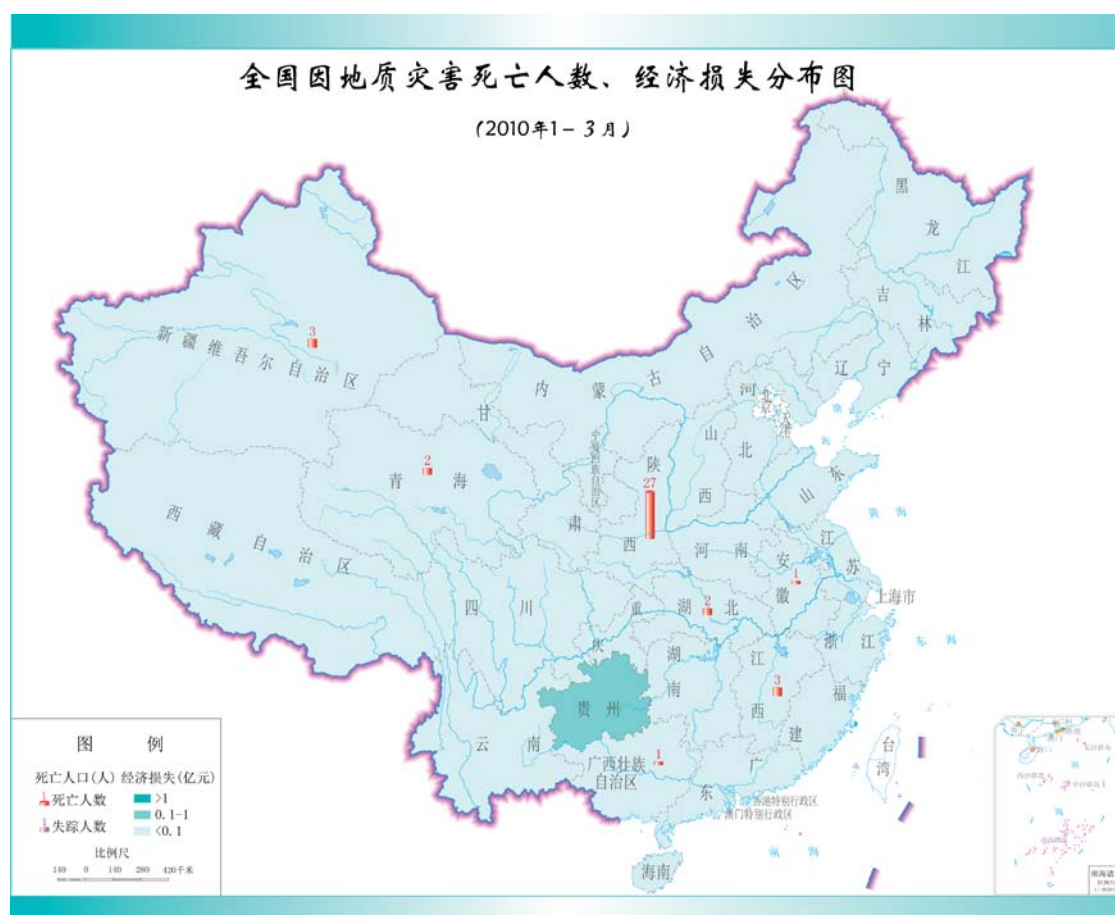 全国因地质灾害死亡人数、经济损失分布图
(2010年1-3月)
黑龙江
吉林
辽宁
内蒙古自治区
新疆维吾尔自治区
3
甘肃
青海
2
西藏自治区
宁夏回族自治区
陕西
27
山西
河北
北京
天津
渤海
山东
黄海
河南
安徽
1
江苏
上海市
四川
重庆
湖北
2
浙江
东海
湖南
江西
3
福建
贵州
云南
广西壮族
自治区
1
广东
台湾
香港特别行政区
澳门特别行政区
南海
海南
图 例
死亡人口(人) 经济损失(亿元)
1 死亡人数
1 失踪人数
>1
0.1-1
<0.1
比例尺
140 0 140 280 420千米
海口
南海诸